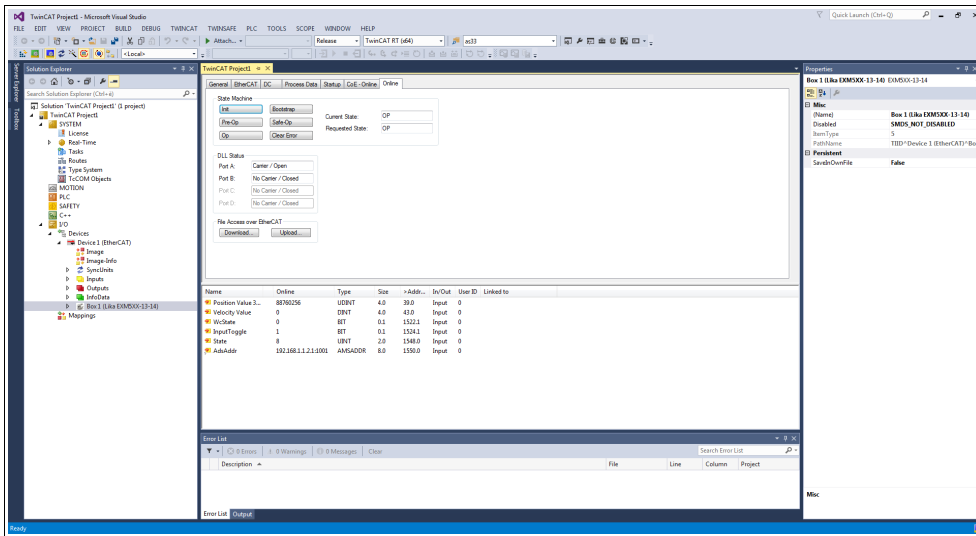 TwinCAT Project1 - Microsoft Visual Studio
Quick Launch (Ctrl+Q)
FILE EDIT VIEW PROJECT BUILD DEBUG TWINCAT TWINSAFE PLC TOOLS SCOPE WINDOW HELP
Attach... Release TwinCAT RT (x64) as33
<Local>
Server Explorer
Toolbox
Solution Explorer
Search Solution Explorer (Ctrl+è)
Solution 'TwinCAT Project1' (1 project)
TwinCAT Project1
SYSTEM
License
Real-Time
Tasks
Routes
Type System
TcCOM Objects
MOTION
PLC
SAFETY
C++
I/O
Devices
Device 1 (EtherCAT)
Image
Image-Info
SyncUnits
Inputs
Outputs
InfoData
Box 1 (Lika EXM5XX-13-14)
Mappings
TwinCAT Project1
General EtherCAT DC Process Data Startup CoE - Online Online
State Machine
Init Bootstrap
Pre-Op Safe-Op
Op Clear Error
Current State: OP
Requested State: OP
DLL Status
Port A: Carrier / Open
Port B: No Carrier / Closed
Port C: No Carrier / Closed
Port D: No Carrier / Closed
File Access over EtherCAT
Download... Upload...
Name Online Type Size >Addr... In/Out User ID Linked to
Position Value 3... 88760256 UDINT 4.0 39.0 Input 0
Velocity Value 0 DINT 4.0 43.0 Input 0
WcState 0 BIT 0.1 1522.1 Input 0
InputToggle 1 BIT 0.1 1524.1 Input 0
State 8 UINT 2.0 1548.0 Input 0
AdsAddr 192.168.1.1.2.1:1001 AMSADDR 8.0 1550.0 Input 0
Error List
0 Errors 0 Warnings 0 Messages Clear
Search Error List
Description File Line Column Project
Error List Output
Properties
Box 1 (Lika EXM5XX-13-14) EXM5XX-13-14
Misc
(Name) Box 1 (Lika EXM5XX-13-14)
Disabled SMDS_NOT_DISABLED
ItemType 5
PathName TIID^Device 1 (EtherCAT)^Bo
Persistent
SaveInOwnFile False
Misc
Ready